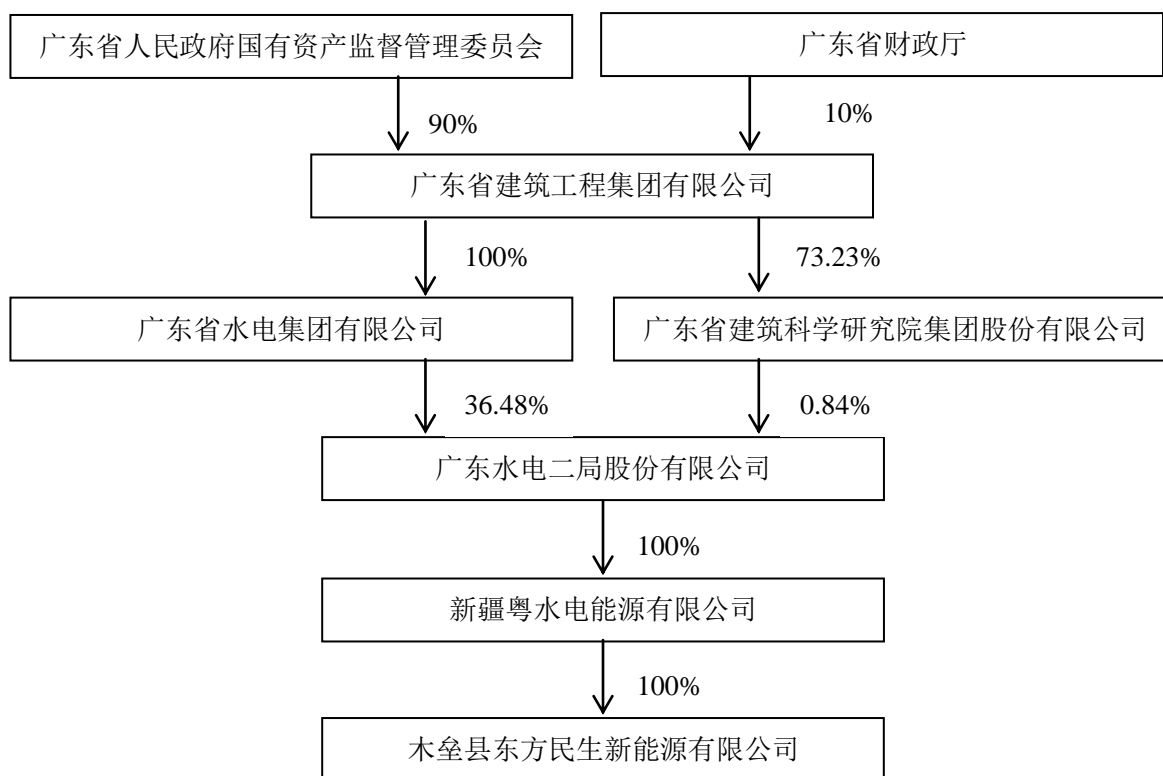 广东省人民政府国有资产监督管理委员会
广东省财政厅
90%
10%
广东省建筑工程集团有限公司
100%
73.23%
广东省水电集团有限公司
广东省建筑科学研究院集团股份有限公司
36.48%
0.84%
广东水电二局股份有限公司
100%
新疆粤水电能源有限公司
100%
木垒县东方民生新能源有限公司